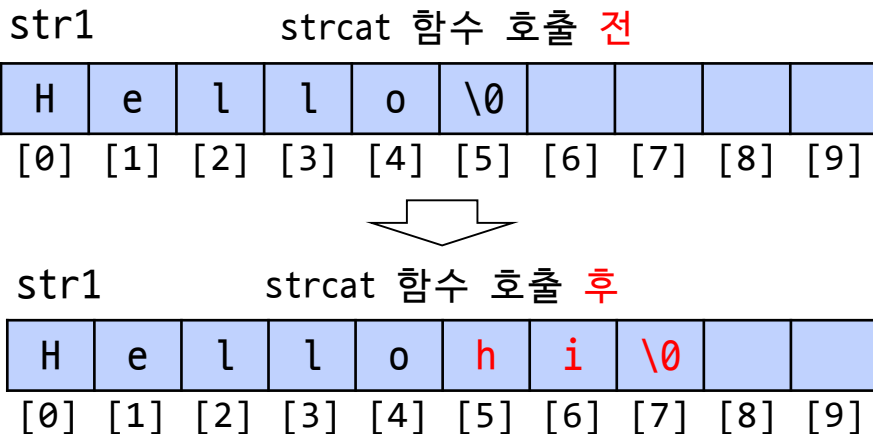 str1 strcat 함수 호출 전
H e l l o \0
[0] [1] [2] [3] [4] [5] [6] [7] [8] [9]
str1 strcat 함수 호출 후
H e l l o h i \0
[0] [1] [2] [3] [4] [5] [6] [7] [8] [9]